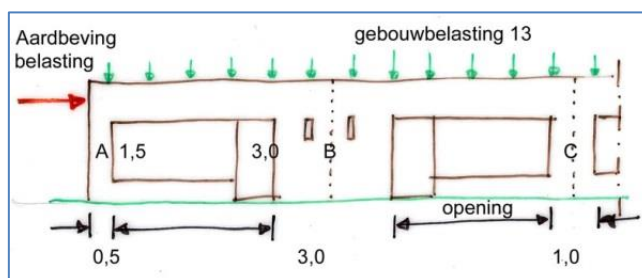 Aardbeving
belasting
gebouwbelasting 13
A 1,5 3,0 B C
opening
0,5 3,0 1,0